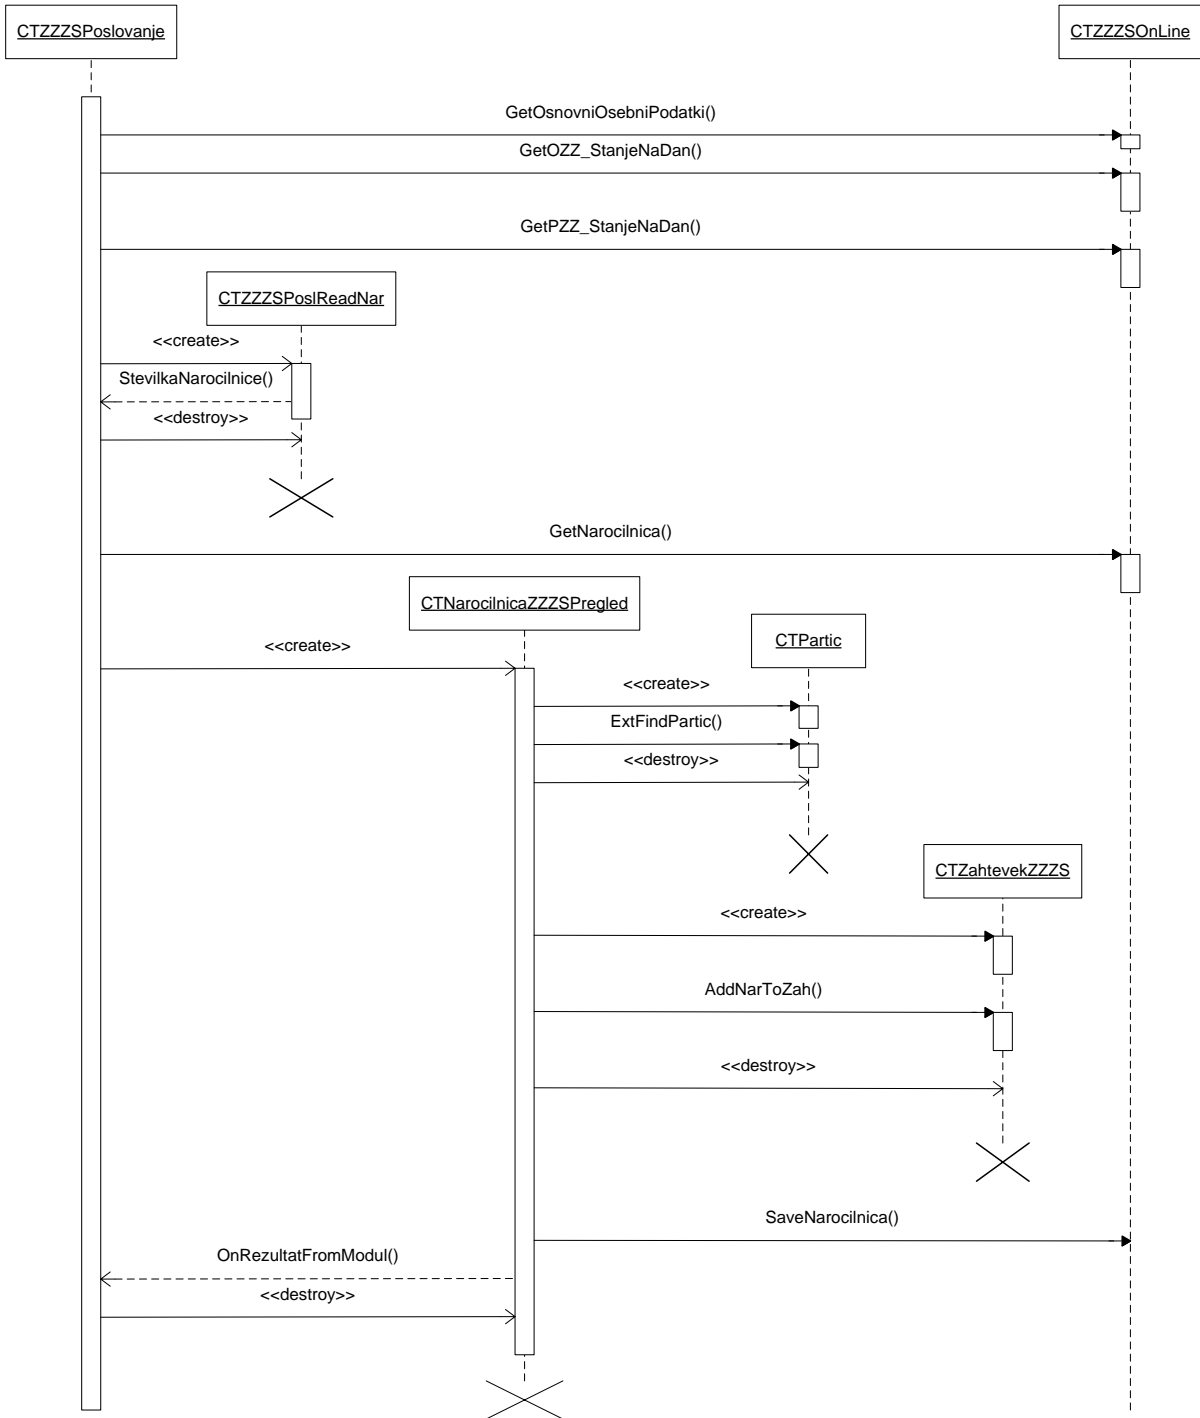 CTZZZSPoslovanje
CTZZZSOnLine
GetOsnovniOsebniPodatki()
GetOZZ_StanjeNaDan()
GetPZZ_StanjeNaDan()
CTZZZSPoslReadNar
<<create>>
StevilkaNarocilnice()
<<destroy>>
GetNarocilnica()
CTNarocilnicaZZZSPregled
CTPartic
<<create>>
<<create>>
ExtFindPartic()
<<destroy>>
CTZahtevekZZZS
<<create>>
AddNarToZah()
<<destroy>>
SaveNarocilnica()
OnRezultatFromModul()
<<destroy>>